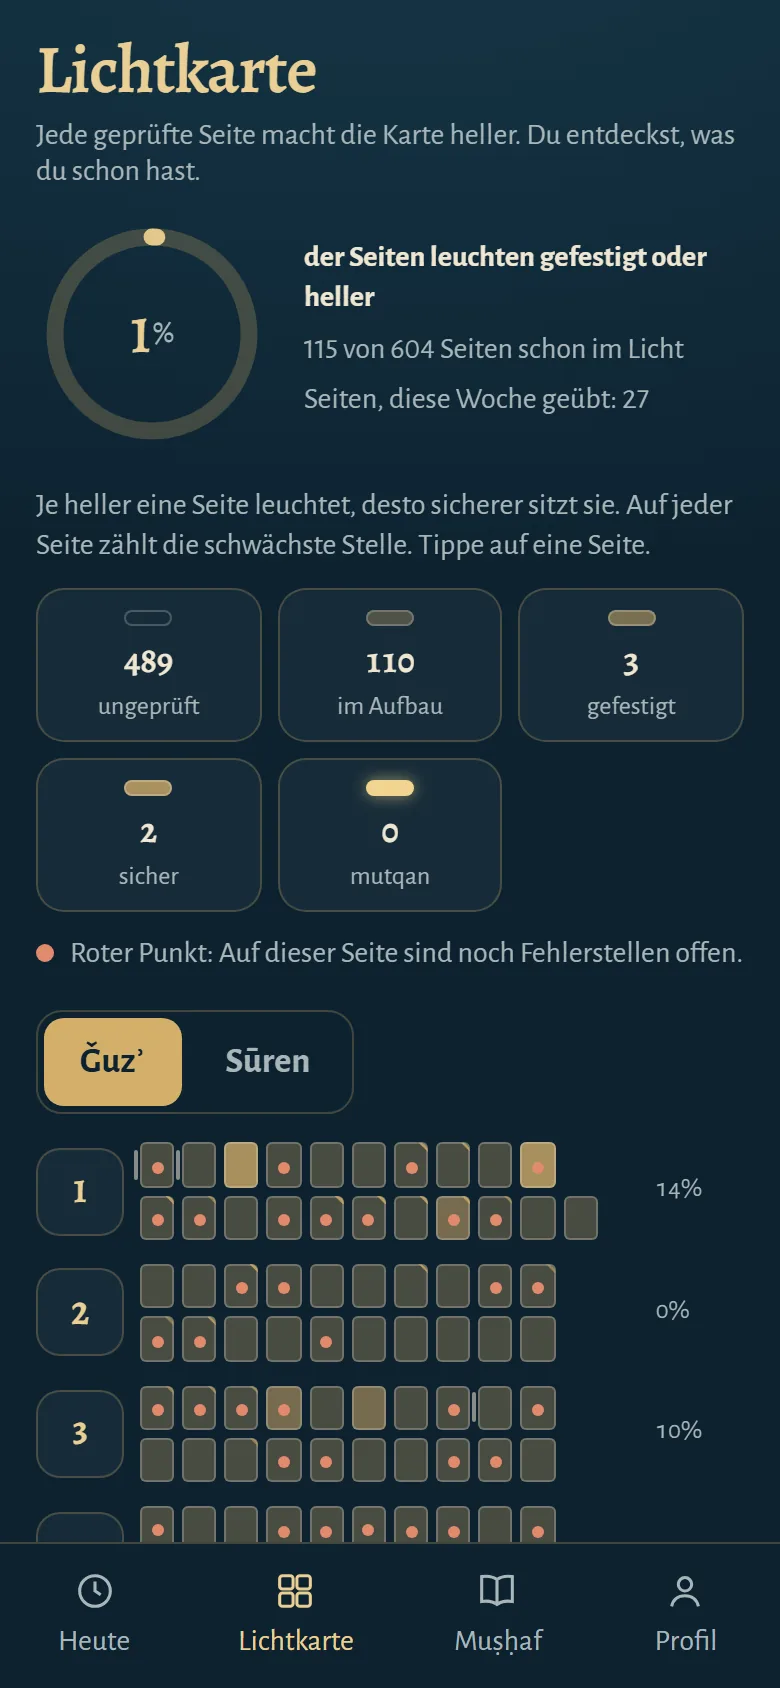 Lichtkarte
Jede geprüfte Seite macht die Karte heller. Du entdeckst, was
du schon hast.
1%
der Seiten leuchten gefestigt oder
heller
115 von 604 Seiten schon im Licht
Seiten, diese Woche geübt: 27
Je heller eine Seite leuchtet, desto sicherer sitzt sie. Auf jeder
Seite zählt die schwächste Stelle. Tippe auf eine Seite.
489
ungeprüft
110
im Aufbau
3
gefestigt
2
sicher
0
mutqan
Roter Punkt: Auf dieser Seite sind noch Fehlerstellen offen.
Ǧuzʾ
Sūren
1
14%
2
0%
3
10%
Heute
Lichtkarte
Muṣḥaf
Profil